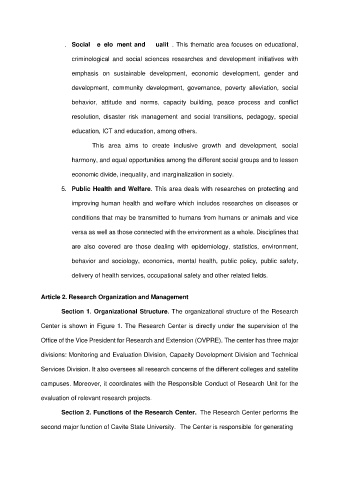 . Social e elo ment and ualit . This thematic area focuses on educational,
criminological and social sciences researches and development initiatives with
emphasis on sustainable development, economic development, gender and
development, community development, governance, poverty alleviation, social
behavior, attitude and norms, capacity building, peace process and conflict
resolution, disaster risk management and social transitions, pedagogy, special
education, ICT and education, among others.
This area aims to create inclusive growth and development, social
harmony, and equal opportunities among the different social groups and to lessen
economic divide, inequality, and marginalization in society.
5. Public Health and Welfare. This area deals with researches on protecting and
improving human health and welfare which includes researches on diseases or
conditions that may be transmitted to humans from humans or animals and vice
versa as well as those connected with the environment as a whole. Disciplines that
are also covered are those dealing with epidemiology, statistics, environment,
behavior and sociology, economics, mental health, public policy, public safety,
delivery of health services, occupational safety and other related fields.
Article 2. Research Organization and Management
Section 1. Organizational Structure. The organizational structure of the Research
Center is shown in Figure 1. The Research Center is directly under the supervision of the
Office of the Vice President for Research and Extension (OVPRE). The center has three major
divisions: Monitoring and Evaluation Division, Capacity Development Division and Technical
Services Division. It also oversees all research concerns of the different colleges and satellite
campuses. Moreover, it coordinates with the Responsible Conduct of Research Unit for the
evaluation of relevant research projects.
Section 2. Functions of the Research Center. The Research Center performs the
second major function of Cavite State University. The Center is responsible for generating